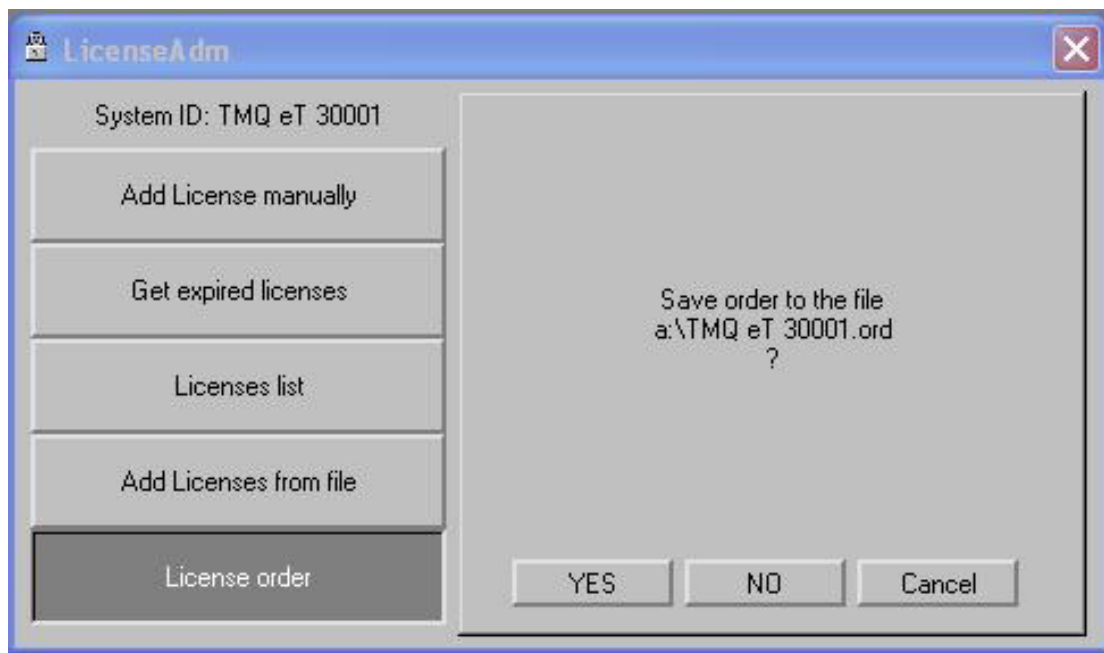 LicenseAdm
System ID: TMQ eT 30001
Add License manually
Get expired licenses
Licenses list
Add Licenses from file
License order
Save order to the file
a:\TMQ eT 30001.ord
?
YES
NO
Cancel